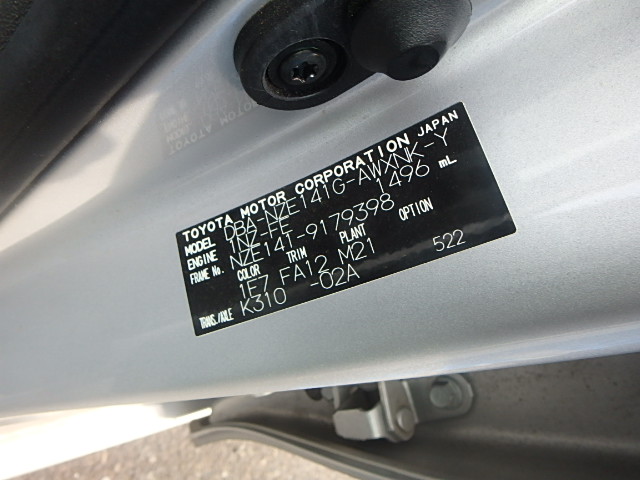 TOYOTA MOTOR CORPORATION JAPAN
MODEL DBA-NZE141G-AWXNK-Y
ENGINE 1NZ-FE 1496 mL
FRAME No. NZE141-9179398
COLOR TRIM PLANT OPTION
1F7 FA12 M21 522
TRANS./AXLE K310 -02A